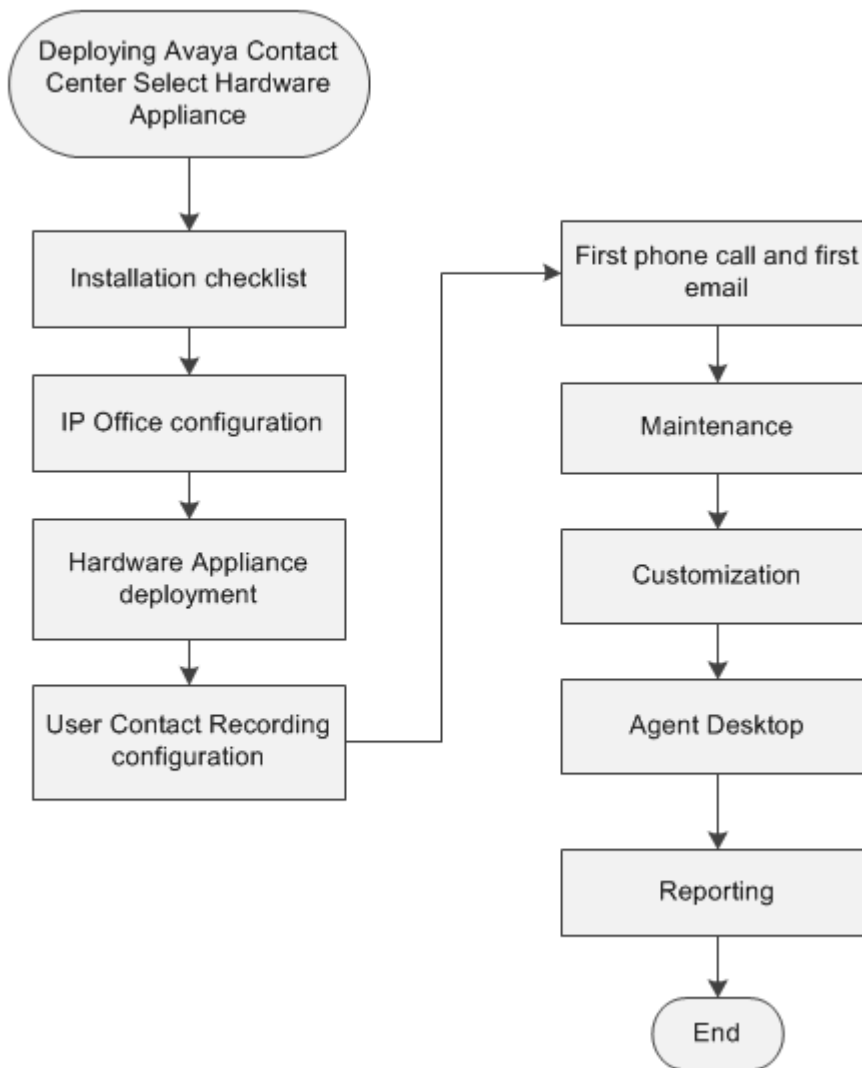 Deploying Avaya Contact
Center Select Hardware
Appliance
Installation checklist
IP Office configuration
Hardware Appliance
deployment
User Contact Recording
configuration
First phone call and first
email
Maintenance
Customization
Agent Desktop
Reporting
End